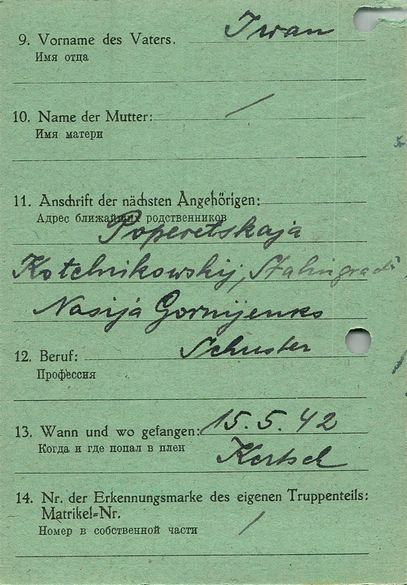 9. Vorname des Vaters. Iwan
Имя отца
10. Name der Mutter: /
Имя матери
11. Anschrift der nächsten Angehörigen:
Адрес ближайших родственников
Poperetskaja
Kotelnikowskij, Stalingrad
Nasija Gornijenko
12. Beruf: Schuster
Профессия
13. Wann und wo gefangen: 15.5.42
Когда и где попал в плен Kertsch
14. Nr. der Erkennungsmarke des eigenen Truppenteils:
Matrikel=Nr. /
Номер в собственной части